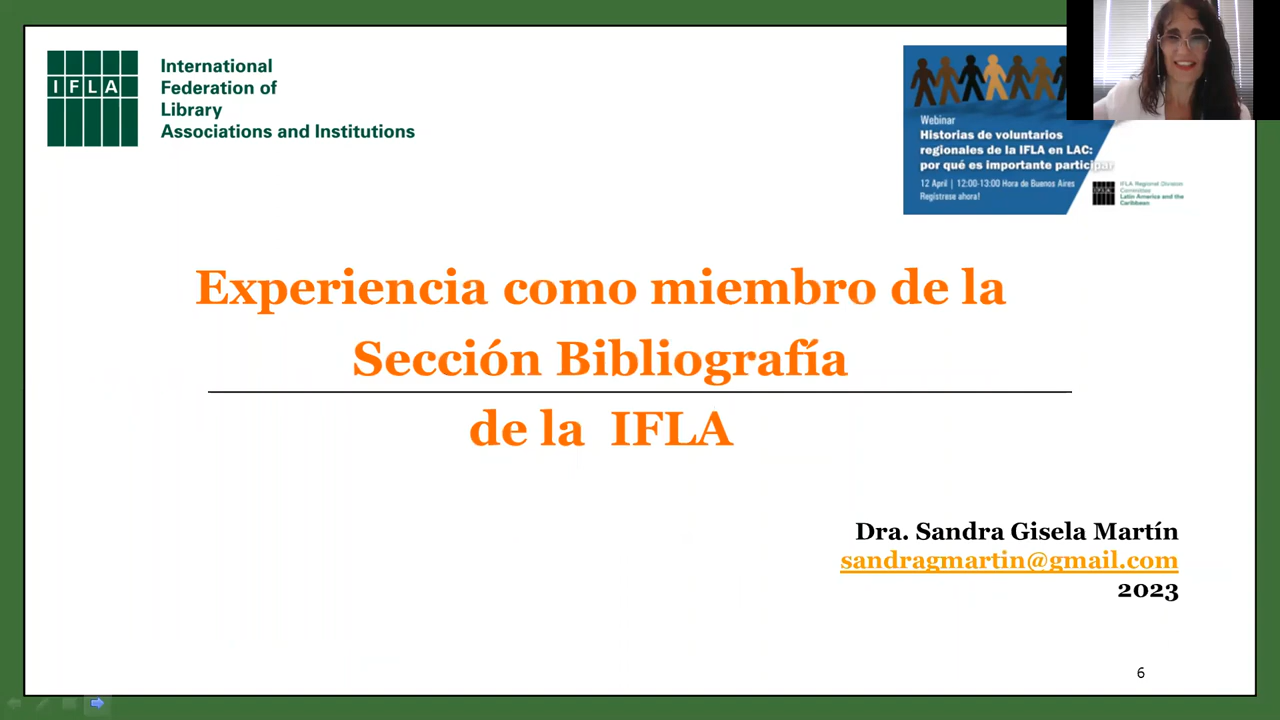 IFLA
International
Federation of
Library
Associations and Institutions
Webinar
Historias de voluntarios
regionales de la IFLA en LAC:
por qué es importante participar
12 April | 12:00-13:00 Hora de Buenos Aires
Regístrese ahora!
IFLA Regional Division
Committee
Latin America and the
Caribbean
Experiencia como miembro de la
Sección Bibliografía
de la IFLA
Dra. Sandra Gisela Martín
sandragmartin@gmail.com
2023
6